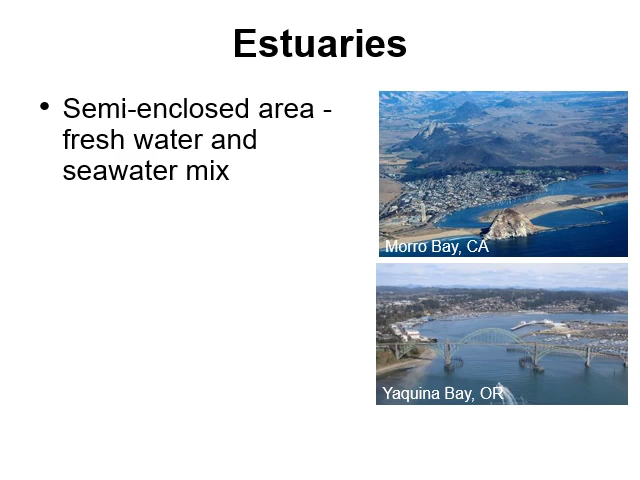 Estuaries
• Semi-enclosed area -
fresh water and
seawater mix
Morro Bay, CA
Yaquina Bay, OR